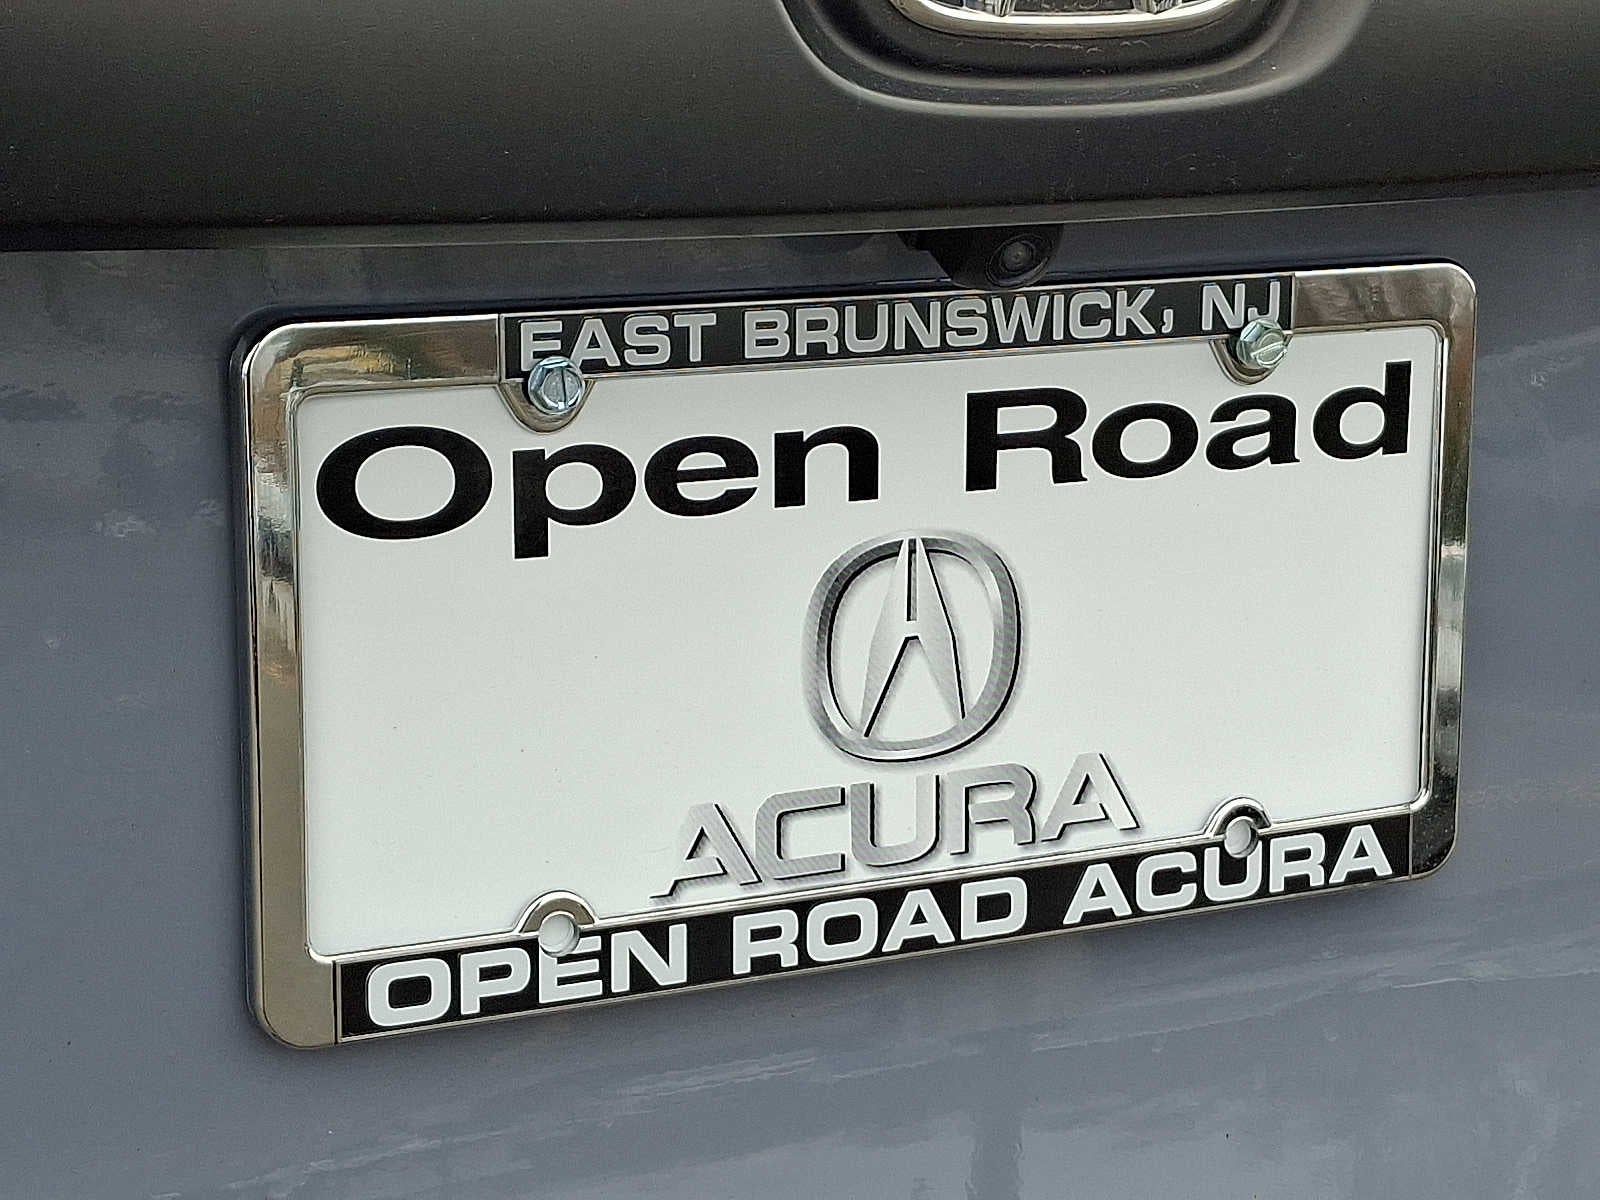 EAST BRUNSWICK, NJ
Open Road
ACURA
OPEN ROAD ACURA